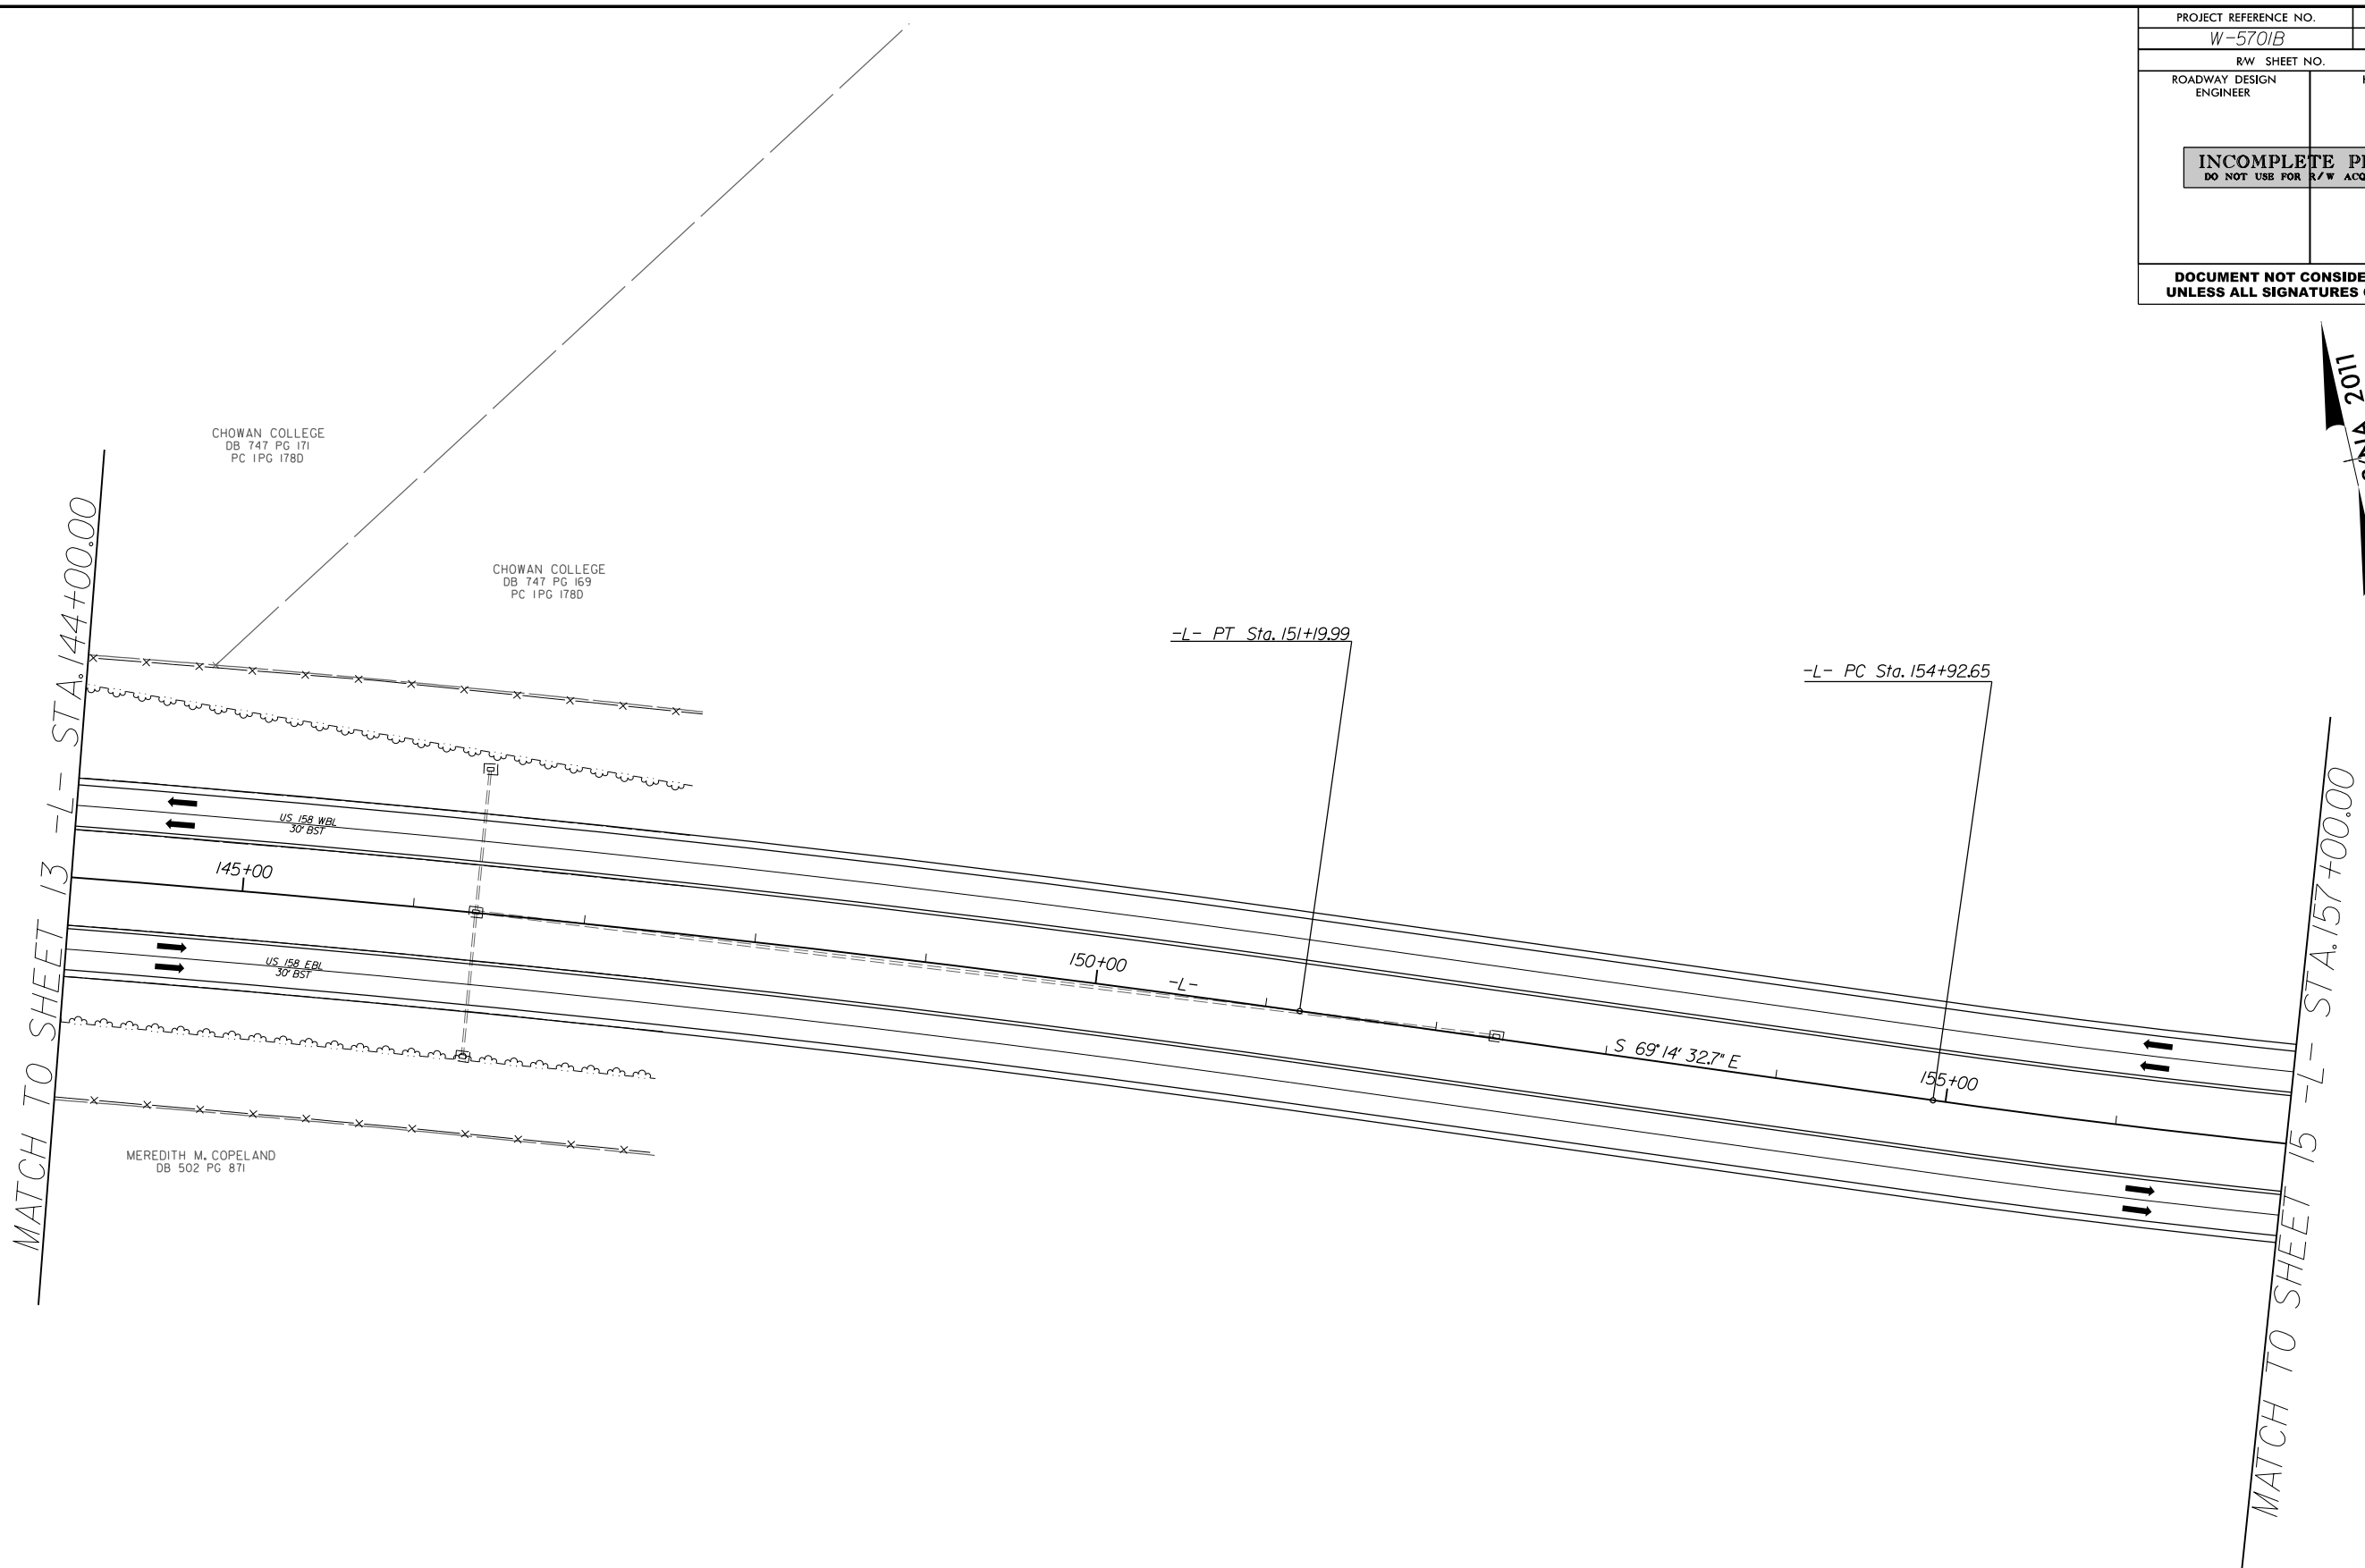 PROJECT REFERENCE NO.
W-5701B
R/W SHEET NO.
ROADWAY DESIGN
ENGINEER
INCOMPLETE
DO NOT USE FOR R/W
DOCUMENT NOT
UNLESS ALL SIGNATURES
2011
CHOWAN COLLEGE
DB 747 PG 171
PC 1 PG 178D
CHOWAN COLLEGE
DB 747 PG 169
PC 1 PG 178D
-L- PT Sta. 151+19.99
-L- PC Sta. 154+92.65
MATCH TO SHEET 13 -L- STA. 144+00.00
US 158 WBL
30' BST
145+00
US 158 EBL
30' BST
150+00
-L-
S 69° 14' 32.7" E
155+00
MEREDITH M. COPELAND
DB 502 PG 871
MATCH TO SHEET 15 -L- STA. 157+00.00